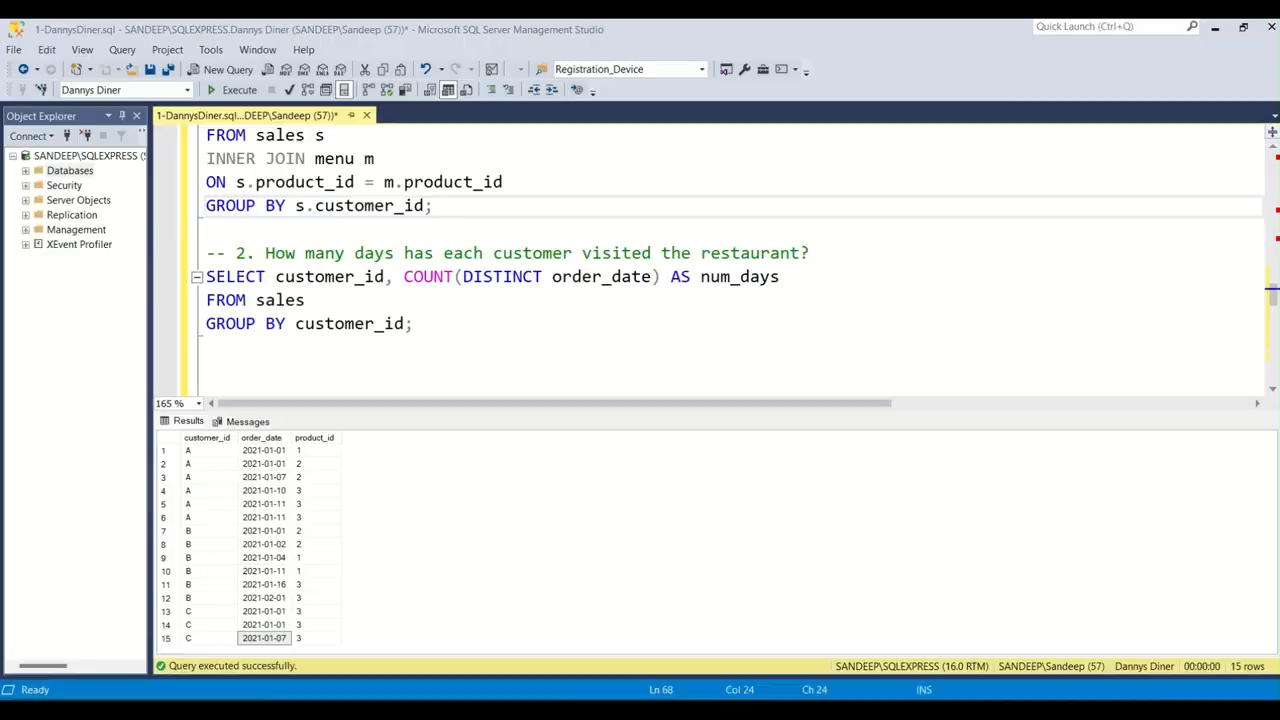 1-DannysDiner.sql - SANDEEP\SQLEXPRESS.Dannys Diner (SANDEEP\Sandeep (57))* - Microsoft SQL Server Management Studio
Quick Launch (Ctrl+Q)
File Edit View Query Project Tools Window Help
New Query
Registration_Device
Dannys Diner
Execute
Object Explorer
1-DannysDiner.sql...DEEP\Sandeep (57))*
Connect
SANDEEP\SQLEXPRESS (
Databases
Security
Server Objects
Replication
Management
XEvent Profiler
FROM sales s
INNER JOIN menu m
ON s.product_id = m.product_id
GROUP BY s.customer_id;
-- 2. How many days has each customer visited the restaurant?
SELECT customer_id, COUNT(DISTINCT order_date) AS num_days
FROM sales
GROUP BY customer_id;
165 %
Results Messages
customer_id order_date product_id
1 A 2021-01-01 1
2 A 2021-01-01 2
3 A 2021-01-07 2
4 A 2021-01-10 3
5 A 2021-01-11 3
6 A 2021-01-11 3
7 B 2021-01-01 2
8 B 2021-01-02 2
9 B 2021-01-04 1
10 B 2021-01-11 1
11 B 2021-01-16 3
12 B 2021-02-01 3
13 C 2021-01-01 3
14 C 2021-01-01 3
15 C 2021-01-07 3
Query executed successfully. SANDEEP\SQLEXPRESS (16.0 RTM) SANDEEP\Sandeep (57) Dannys Diner 00:00:00 15 rows
Ready Ln 68 Col 24 Ch 24 INS